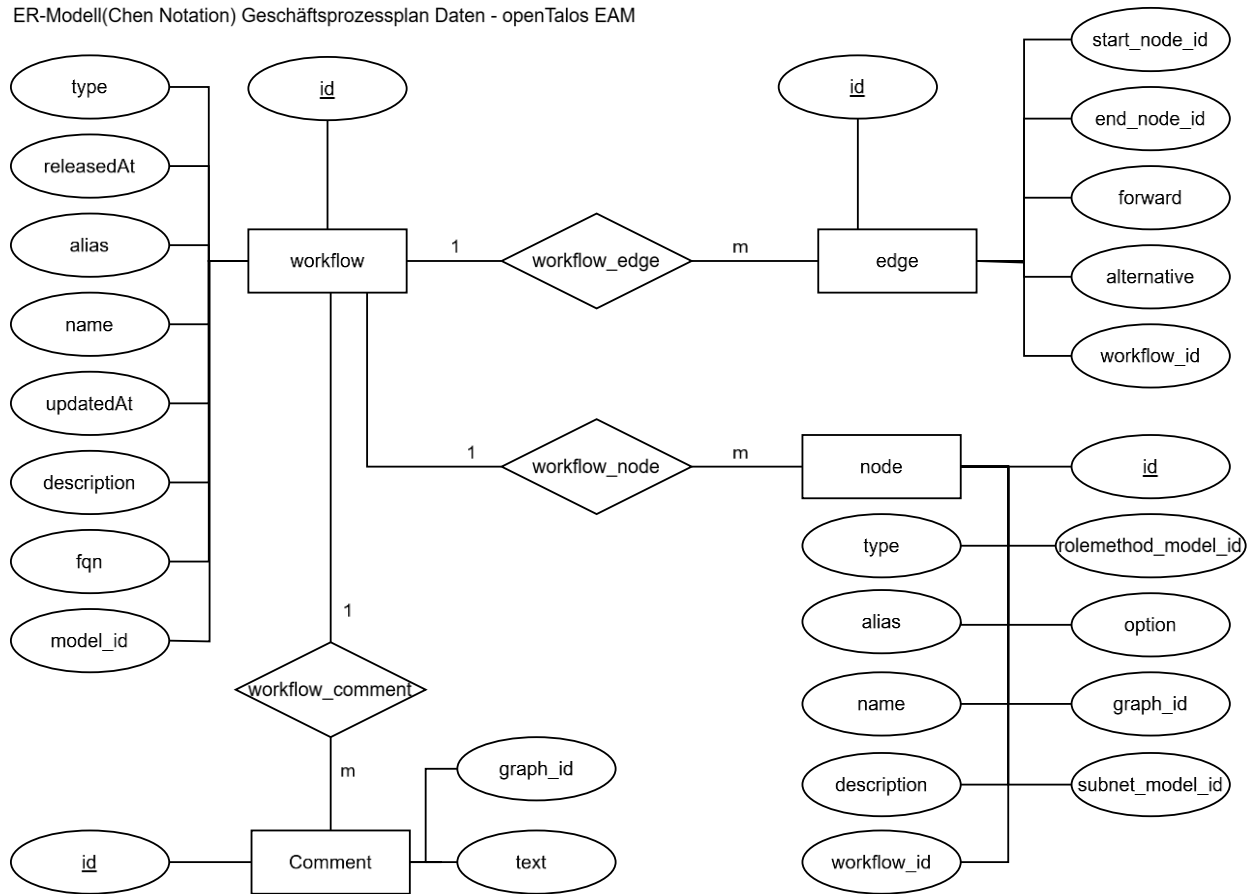 ER-Modell(Chen Notation) Geschäftsprozessplan Daten - openTalos EAM
type
releasedAt
alias
name
updatedAt
description
fqn
model_id
id
workflow
1
workflow_edge
m
id
edge
start_node_id
end_node_id
forward
alternative
workflow_id
1
workflow_node
m
node
id
type
rolemethod_model_id
alias
option
name
graph_id
description
subnet_model_id
workflow_id
1
workflow_comment
m
graph_id
id
Comment
text